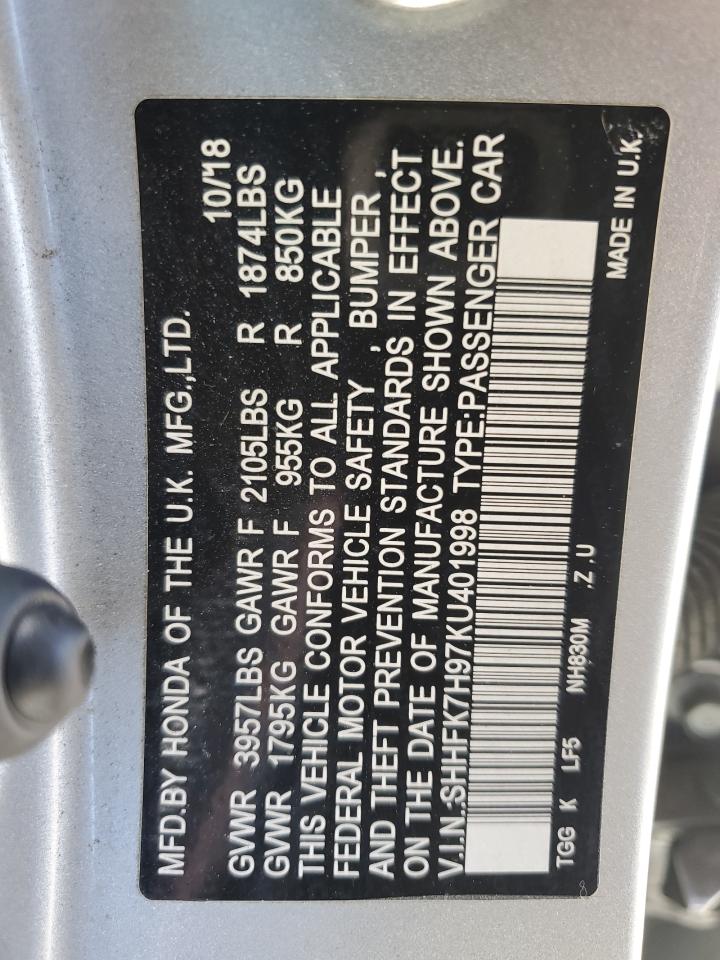 MFD.BY HONDA OF THE U.K. MFG.,LTD.
10/18
GVWR 3957LBS GAWR F 2105LBS R 1874LBS
GVWR 1795KG GAWR F 955KG R 850KG
THIS VEHICLE CONFORMS TO ALL APPLICABLE
FEDERAL MOTOR VEHICLE SAFETY , BUMPER ,
AND THEFT PREVENTION STANDARDS IN EFFECT
ON THE DATE OF MANUFACTURE SHOWN ABOVE.
V.I.N.:SHHFK7H97KU401998 TYPE:PASSENGER CAR
TGG K LF5 NH830M .Z .U
MADE IN U.K.